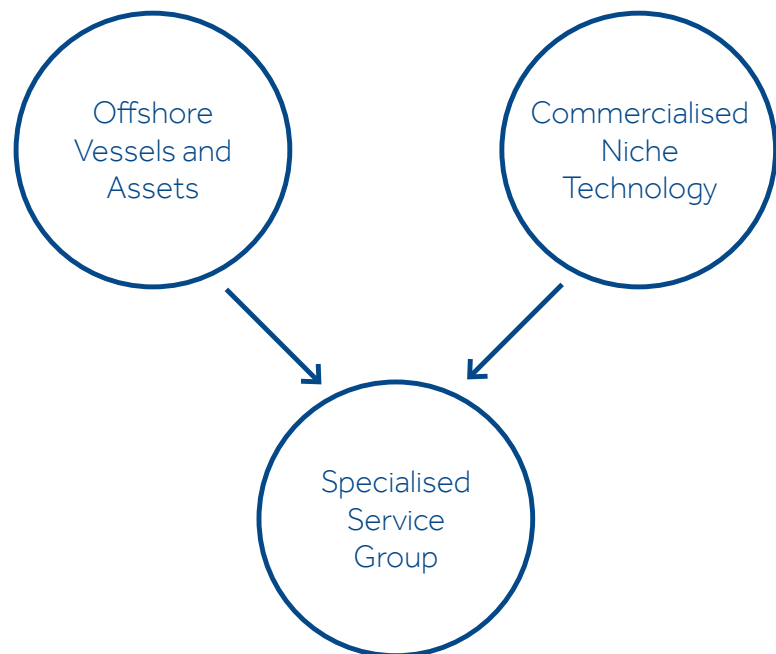 Offshore
Vessels and
Assets
Commercialised
Niche
Technology
Specialised
Service
Group